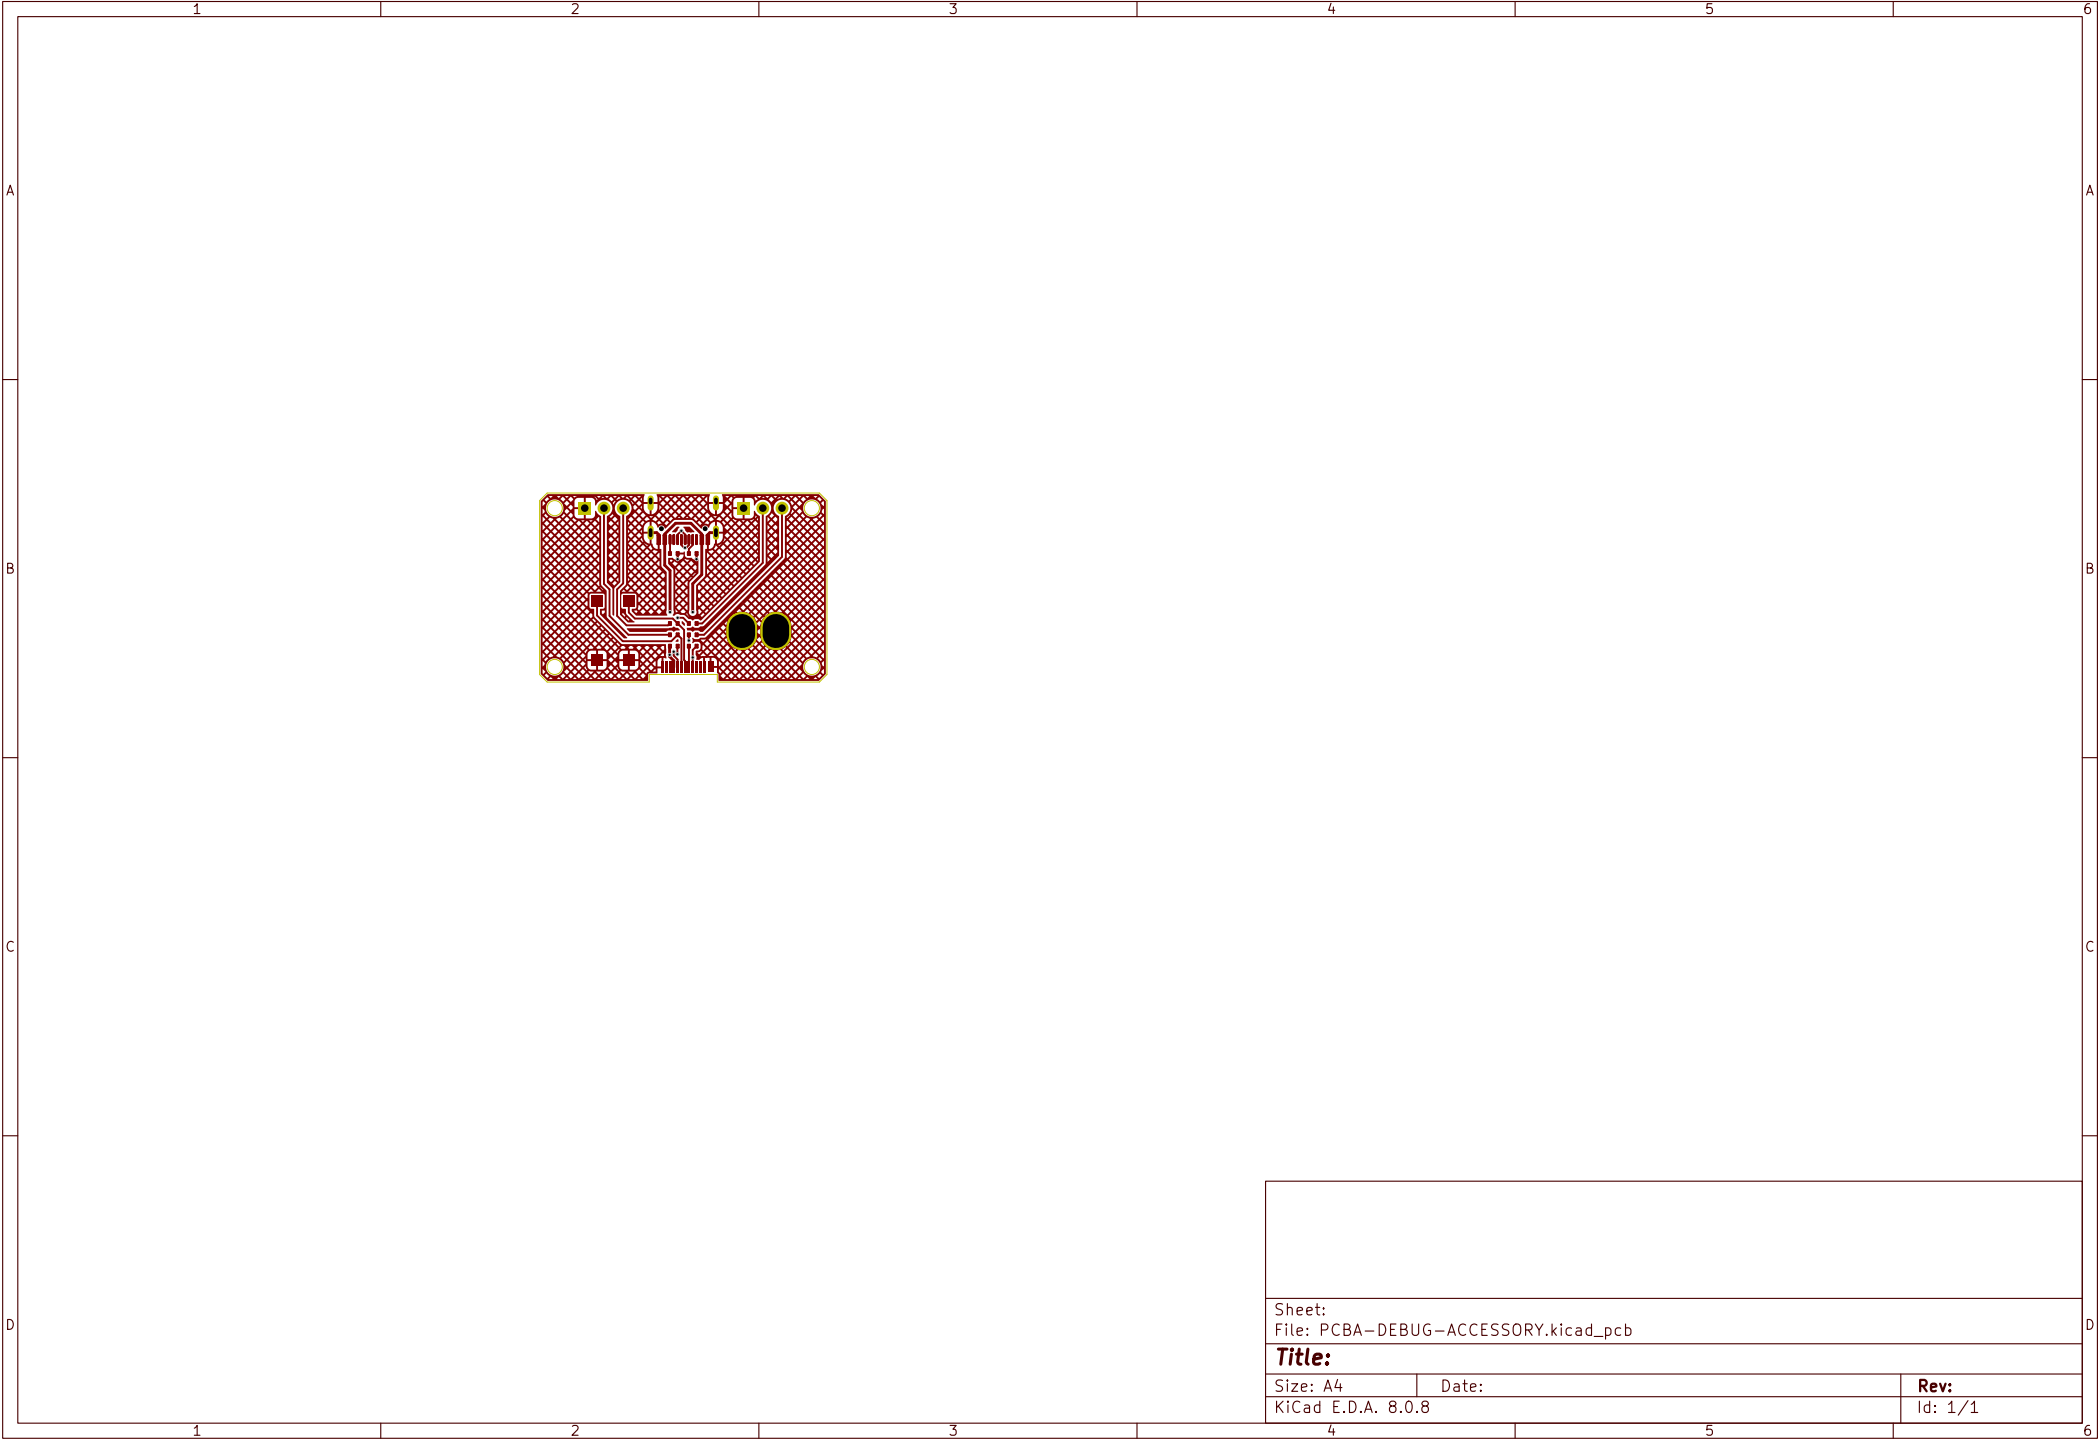 1 2 3 4 5 6
A A
B B
C C
D D
Sheet:
File: PCBA-DEBUG-ACCESSORY.kicad_pcb
Title:
Size: A4 Date: Rev:
KiCad E.D.A. 8.0.8 Id: 1/1
1 2 3 4 5 6